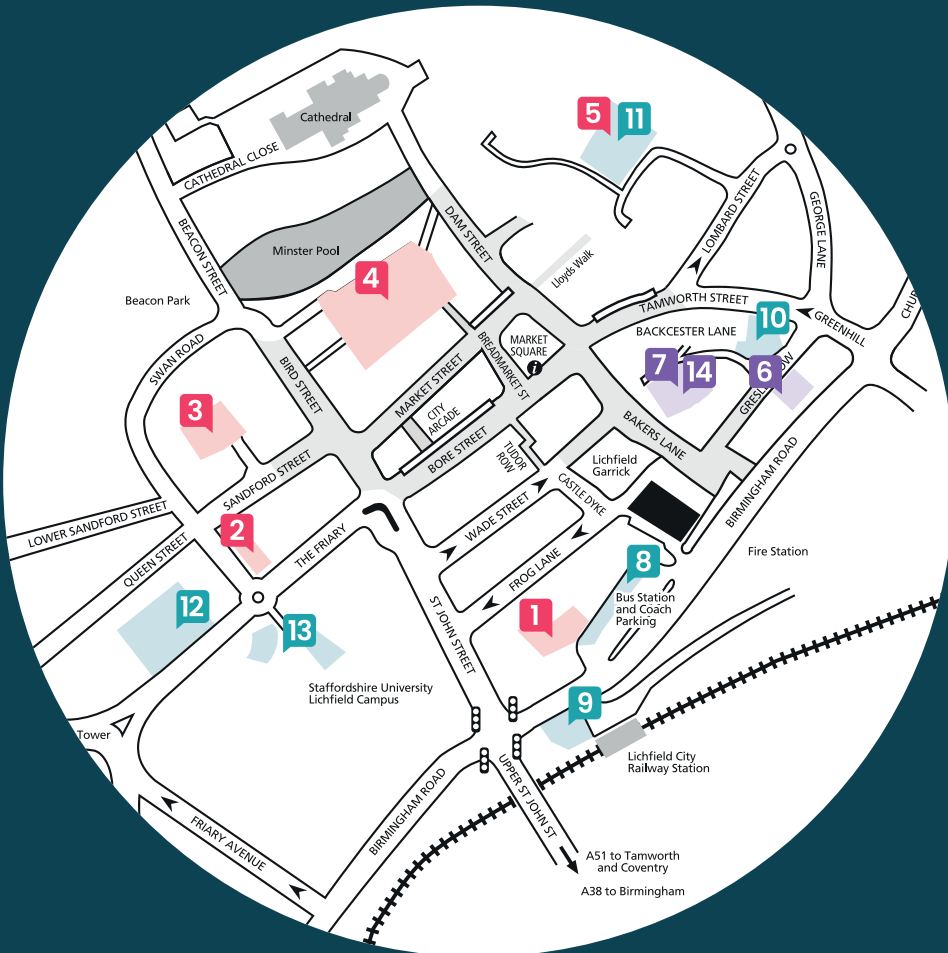 Cathedral
CATHEDRAL CLOSE
5
11
BEACON STREET
DAM STREET
LOMBARD STREET
GEORGE LANE
Minster Pool
Lloyds Walk
4
Beacon Park
TAMWORTH STREET
10
GREENHILL
BACKCESTER LANE
SWAN ROAD
BIRD STREET
MARKET STREET
BREADMARKET ST
MARKET
SQUARE
i
7
14
6
3
CITY
ARCADE
BORE STREET
TUDOR
ROW
BAKERS LANE
SANDFORD STREET
Lichfield
Garrick
CASTLE DYKE
BIRMINGHAM ROAD
LOWER SANDFORD STREET
QUEEN STREET
2
THE FRIARY
WADE STREET
FROG LANE
Fire Station
8
Bus Station
and Coach
Parking
12
13
1
ST JOHN STREET
Staffordshire University
Lichfield Campus
9
Tower
Lichfield City
Railway Station
BIRMINGHAM ROAD
UPPER ST JOHN ST
FRIARY AVENUE
A51 to Tamworth
and Coventry
A38 to Birmingham